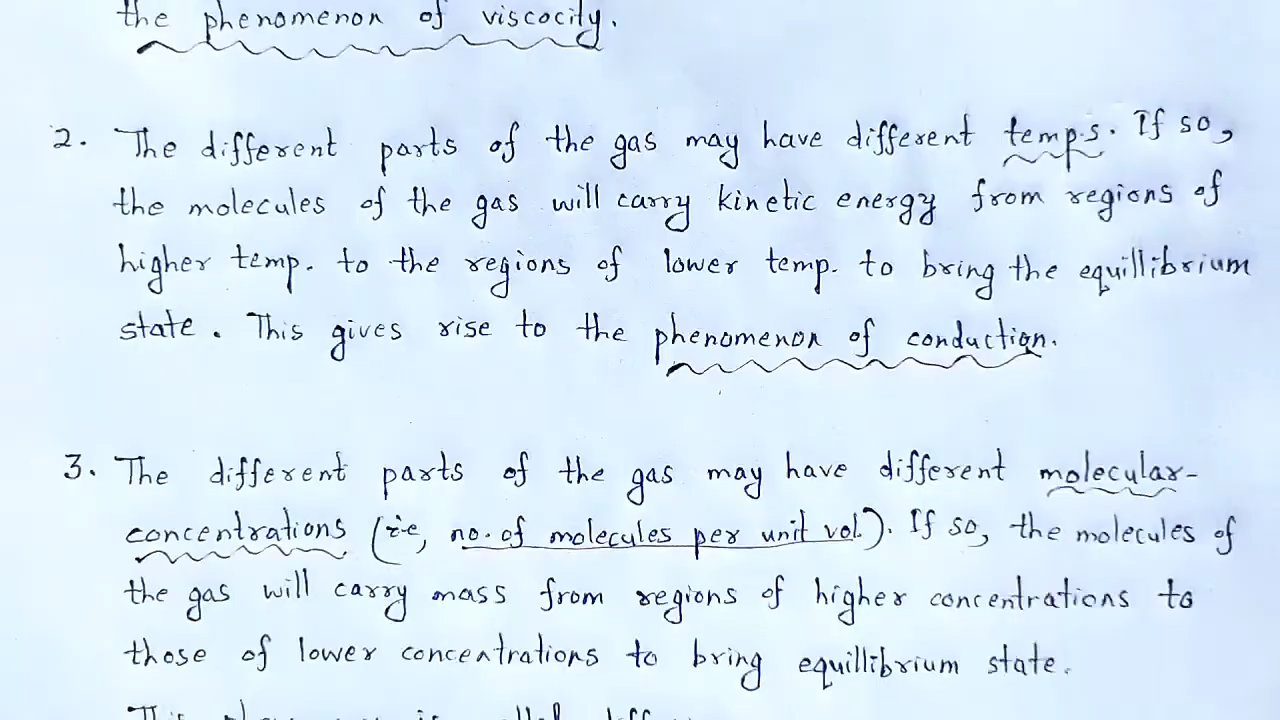 the phenomenon of viscocity.
2. The different parts of the gas may have different temps. If so,
the molecules of the gas will carry kinetic energy from regions of
higher temp. to the regions of lower temp. to bring the equillibrium
state. This gives rise to the phenomenon of conduction.
3. The different parts of the gas may have different molecular-
concentrations (i.e, no. of molecules per unit vol.). If so, the molecules of
the gas will carry mass from regions of higher concentrations to
those of lower concentrations to bring equillibrium state.